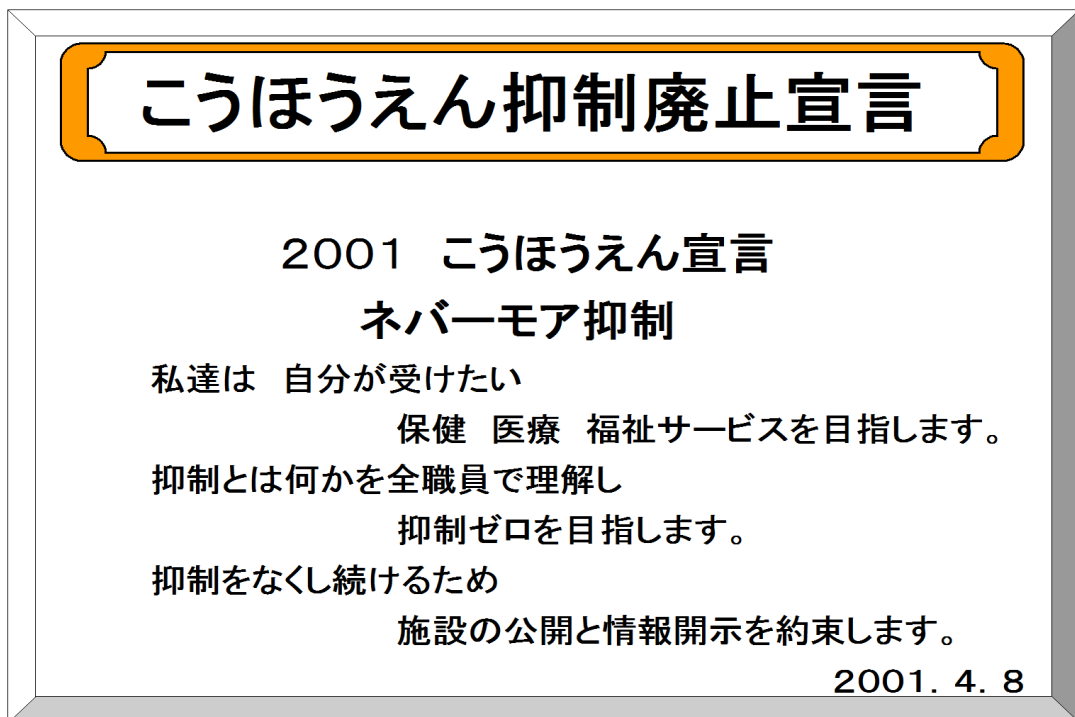 こうほうえん抑制廃止宣言
２００１　こうほうえん宣言
ネバーモア抑制
私達は　自分が受けたい
保健　医療　福祉サービスを目指します。
抑制とは何かを全職員で理解し
抑制ゼロを目指します。
抑制をなくし続けるため
施設の公開と情報開示を約束します。
２００１．４．８